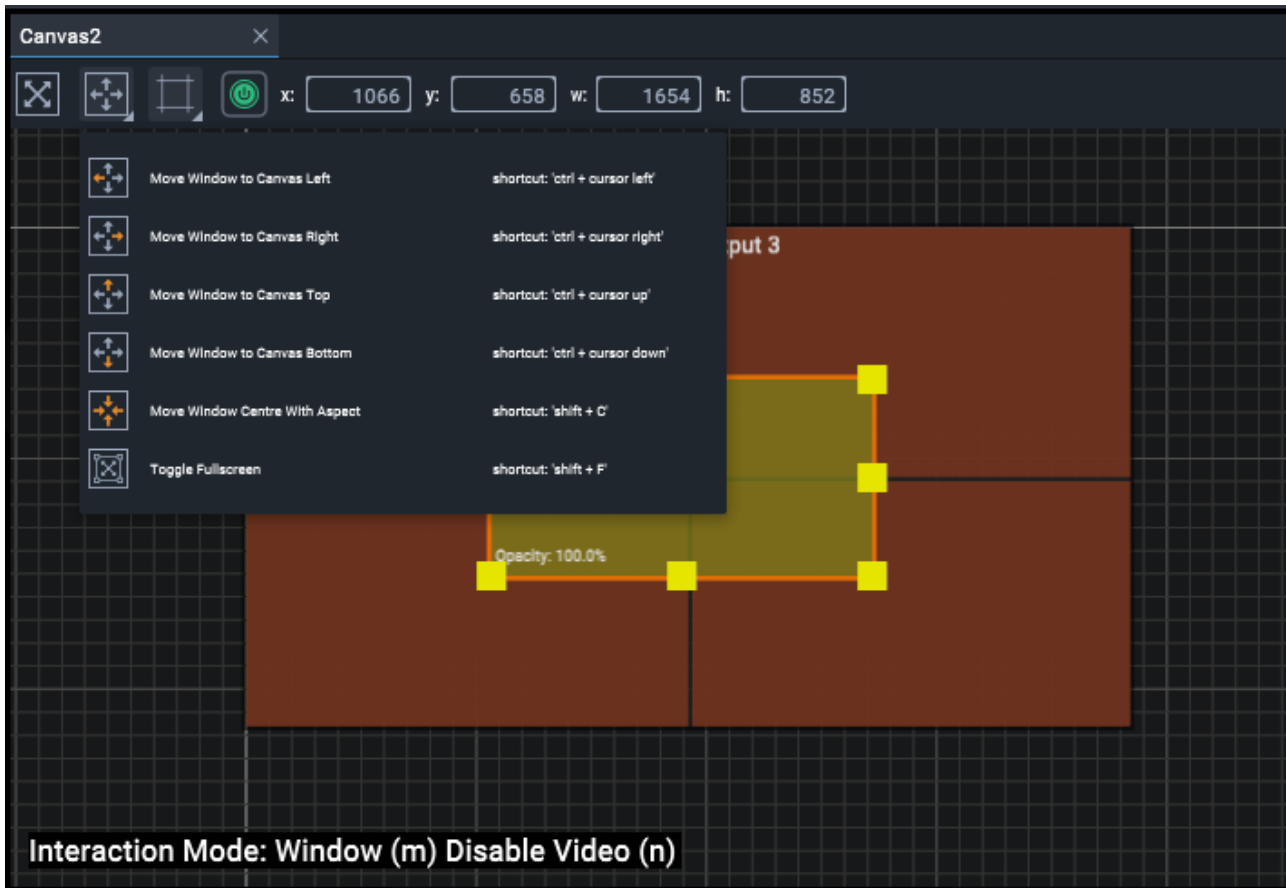 Canvas2
x: 1066 y: 658 w: 1654 h: 852
Move Window to Canvas Left shortcut: 'ctrl + cursor left'
Move Window to Canvas Right shortcut: 'ctrl + cursor right'
Move Window to Canvas Top shortcut: 'ctrl + cursor up'
Move Window to Canvas Bottom shortcut: 'ctrl + cursor down'
Move Window Centre With Aspect shortcut: 'shift + C'
Toggle Fullscreen shortcut: 'shift + F'
3
Opacity: 100.0%
Interaction Mode: Window (m) Disable Video (n)